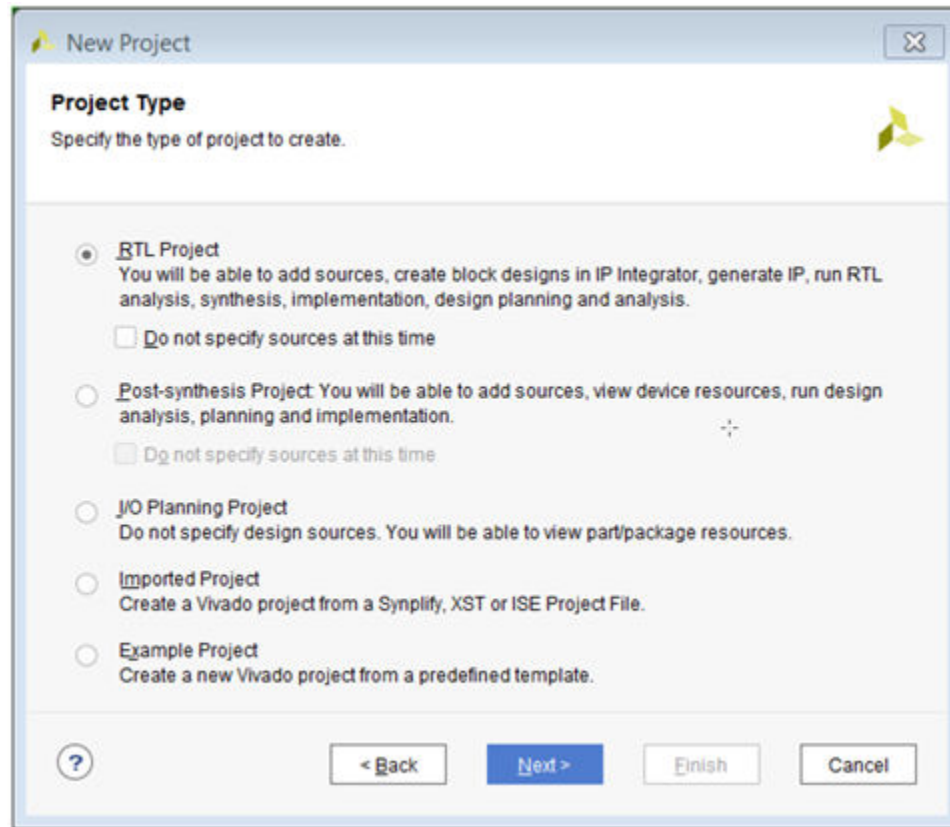 New Project
Project Type
Specify the type of project to create.
RTL Project
You will be able to add sources, create block designs in IP Integrator, generate IP, run RTL
analysis, synthesis, implementation, design planning and analysis.
Do not specify sources at this time
Post-synthesis Project: You will be able to add sources, view device resources, run design
analysis, planning and implementation.
Do not specify sources at this time
I/O Planning Project
Do not specify design sources. You will be able to view part/package resources.
Imported Project
Create a Vivado project from a Synplify, XST or ISE Project File.
Example Project
Create a new Vivado project from a predefined template.
? < Back Next > Finish Cancel